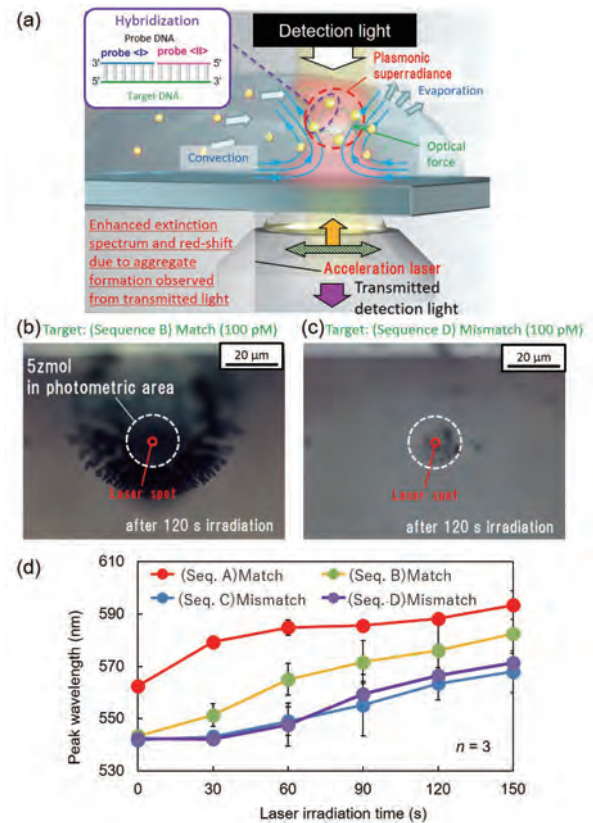 (a)
Hybridization
Probe DNA
probe <I> probe <II>
3' 5'
5' 3'
Target DNA
Detection light
Plasmonic
superradiance
Evaporation
Convection
Optical
force
Enhanced extinction
spectrum and red-shift
due to aggregate
formation observed
from transmitted light
Acceleration laser
Transmitted
detection light
(b) Target: (Sequence B) Match (100 pM)
20 μm
5zmol
in photometric area
Laser spot
after 120 s irradiation
(c) Target: (Sequence D) Mismatch (100 pM)
20 μm
Laser spot
after 120 s irradiation
(d)
(Seq. A)Match (Seq. B)Match
(Seq. C)Mismatch (Seq. D)Mismatch
610
590
570
550
530
Peak wavelength (nm)
n = 3
0 30 60 90 120 150
Laser irradiation time (s)